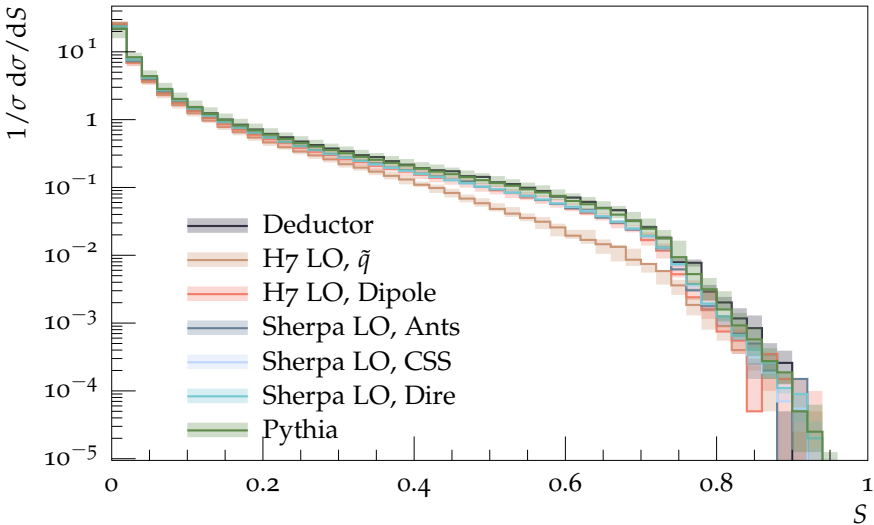 1/σ dσ/dS
10¹
1
10⁻¹
10⁻²
10⁻³
10⁻⁴
10⁻⁵
Deductor
H7 LO, q̃
H7 LO, Dipole
Sherpa LO, Ants
Sherpa LO, CSS
Sherpa LO, Dire
Pythia
0 0.2 0.4 0.6 0.8 1
S